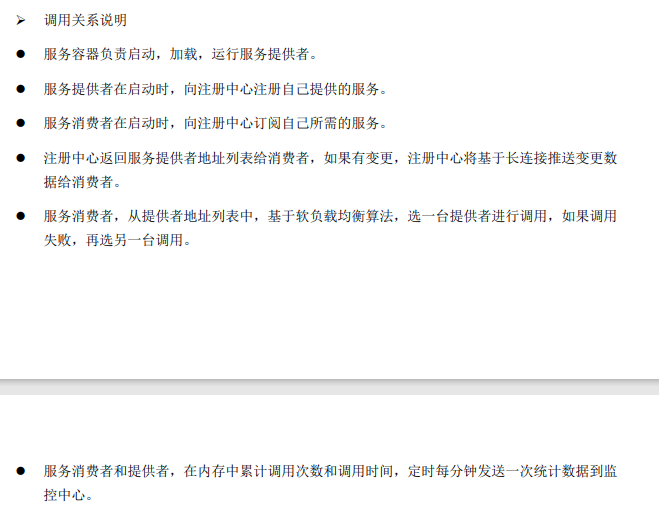 ➢ 调用关系说明
● 服务容器负责启动，加载，运行服务提供者。
● 服务提供者在启动时，向注册中心注册自己提供的服务。
● 服务消费者在启动时，向注册中心订阅自己所需的服务。
● 注册中心返回服务提供者地址列表给消费者，如果有变更，注册中心将基于长连接推送变更数
据给消费者。
● 服务消费者，从提供者地址列表中，基于软负载均衡算法，选一台提供者进行调用，如果调用
失败，再选另一台调用。
● 服务消费者和提供者，在内存中累计调用次数和调用时间，定时每分钟发送一次统计数据到监
控中心。